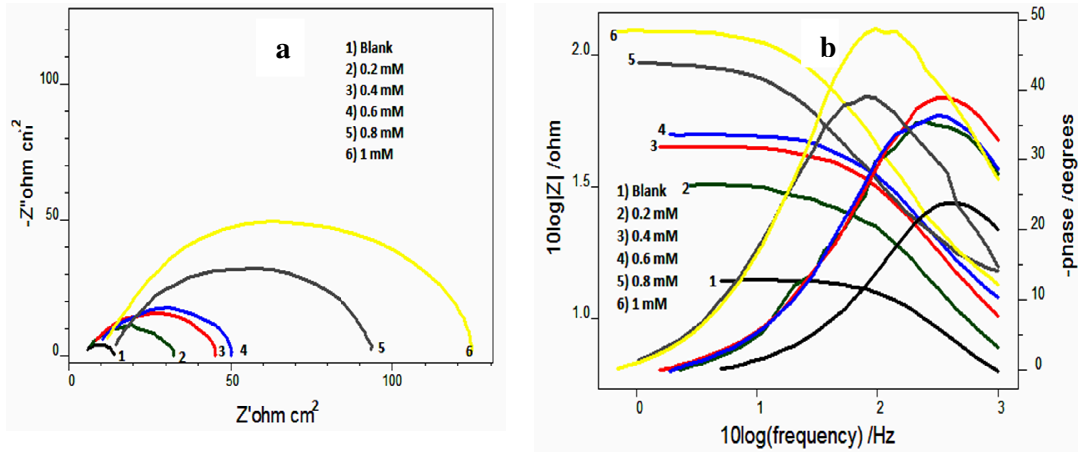 a
1) Blank
2) 0.2 mM
3) 0.4 mM
4) 0.6 mM
5) 0.8 mM
6) 1 mM
-Z"ohm cm²
100
50
0
1
2
3
4
5
6
0
50
100
Z'ohm cm²
b
10log|Z| /ohm
2.0
1.5
1.0
6
5
4
3
2
1
1) Blank
2) 0.2 mM
3) 0.4 mM
4) 0.6 mM
5) 0.8 mM
6) 1 mM
50
40
30
20
10
0
-phase /degrees
0
1
2
3
10log(frequency) /Hz